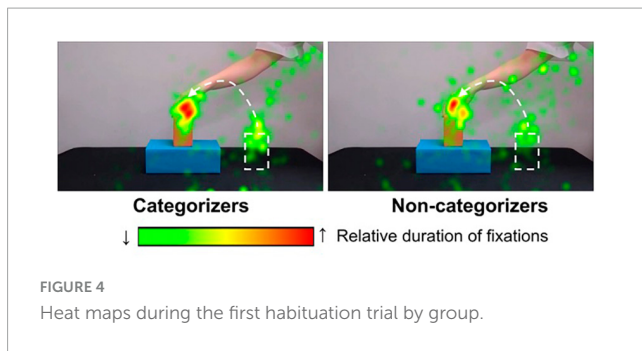 Categorizers Non-categorizers
↓ ↑ Relative duration of fixations
FIGURE 4
Heat maps during the first habituation trial by group.